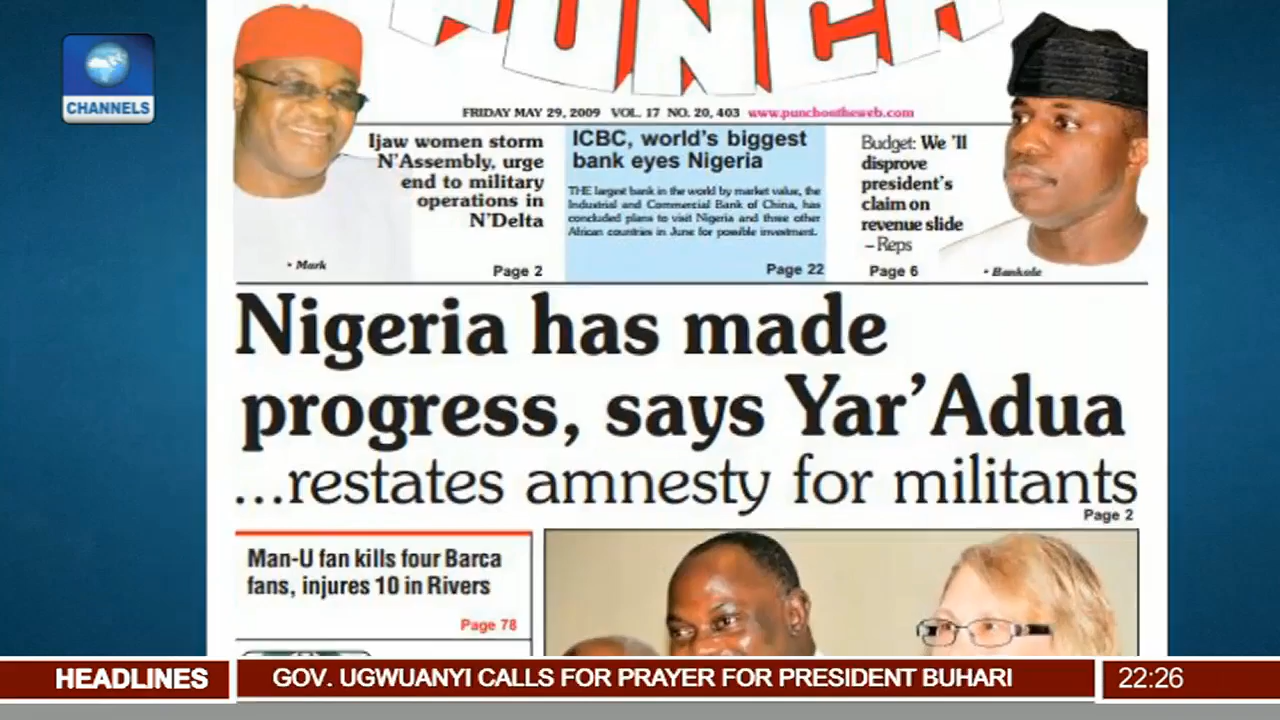 CHANNELS
PUNCH
FRIDAY MAY 29, 2009 VOL. 17 NO. 20, 403 www.punchontheweb.com
Ijaw women storm
N'Assembly, urge
end to military
operations in
N'Delta
• Mark
Page 2
ICBC, world's biggest
bank eyes Nigeria
THE largest bank in the world by market value, the
Industrial and Commercial Bank of China, has
concluded plans to visit Nigeria and three other
African countries in June for possible investment.
Page 22
Budget: We 'll
disprove
president's
claim on
revenue slide
– Reps
Page 6
• Bankole
Nigeria has made
progress, says Yar'Adua
...restates amnesty for militants
Page 2
Man-U fan kills four Barca
fans, injures 10 in Rivers
Page 78
HEADLINES
GOV. UGWUANYI CALLS FOR PRAYER FOR PRESIDENT BUHARI
22:26